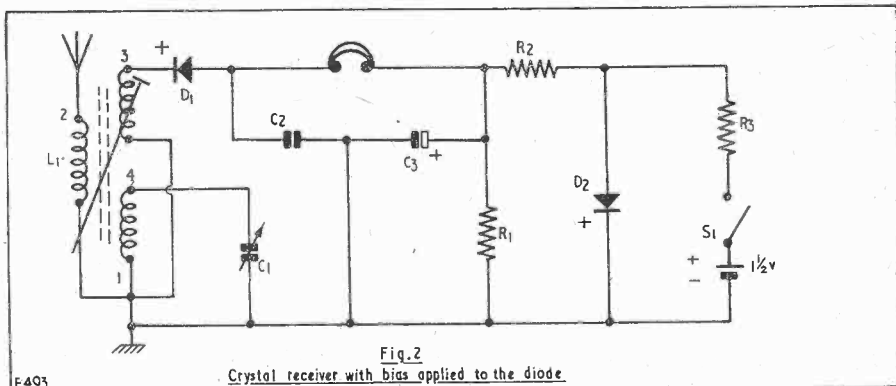 3
+
D1
R2
2
L1
C2
C3
+
R3
4
D2
+
R1
S1
C1
1
+
-
1½v
Fig.2
E493
Crystal receiver with bias applied to the diode